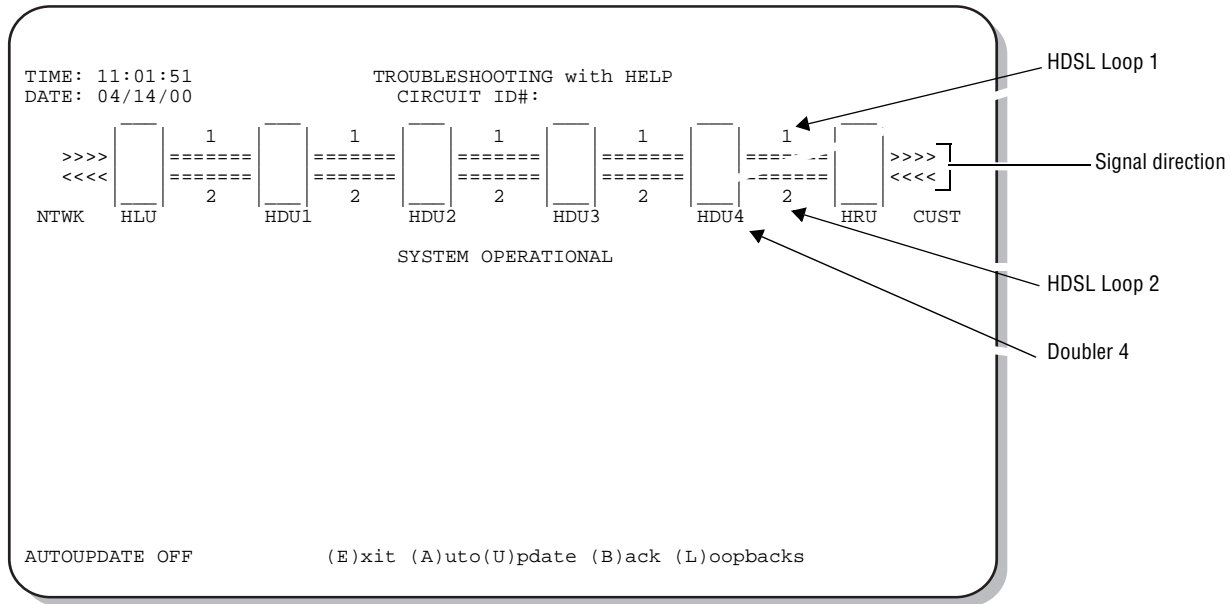 TIME: 11:01:51 TROUBLESHOOTING with HELP
DATE: 04/14/00 CIRCUIT ID#:
HDSL Loop 1
1 1 1 1 1
>>>> ======= ======= ======= ======= ======= >>>>
<<<< ======= ======= ======= ======= ======= <<<<
Signal direction
2 2 2 2 2
NTWK HLU HDU1 HDU2 HDU3 HDU4 HRU CUST
SYSTEM OPERATIONAL
HDSL Loop 2
Doubler 4
AUTOUPDATE OFF (E)xit (A)uto(U)pdate (B)ack (L)oopbacks